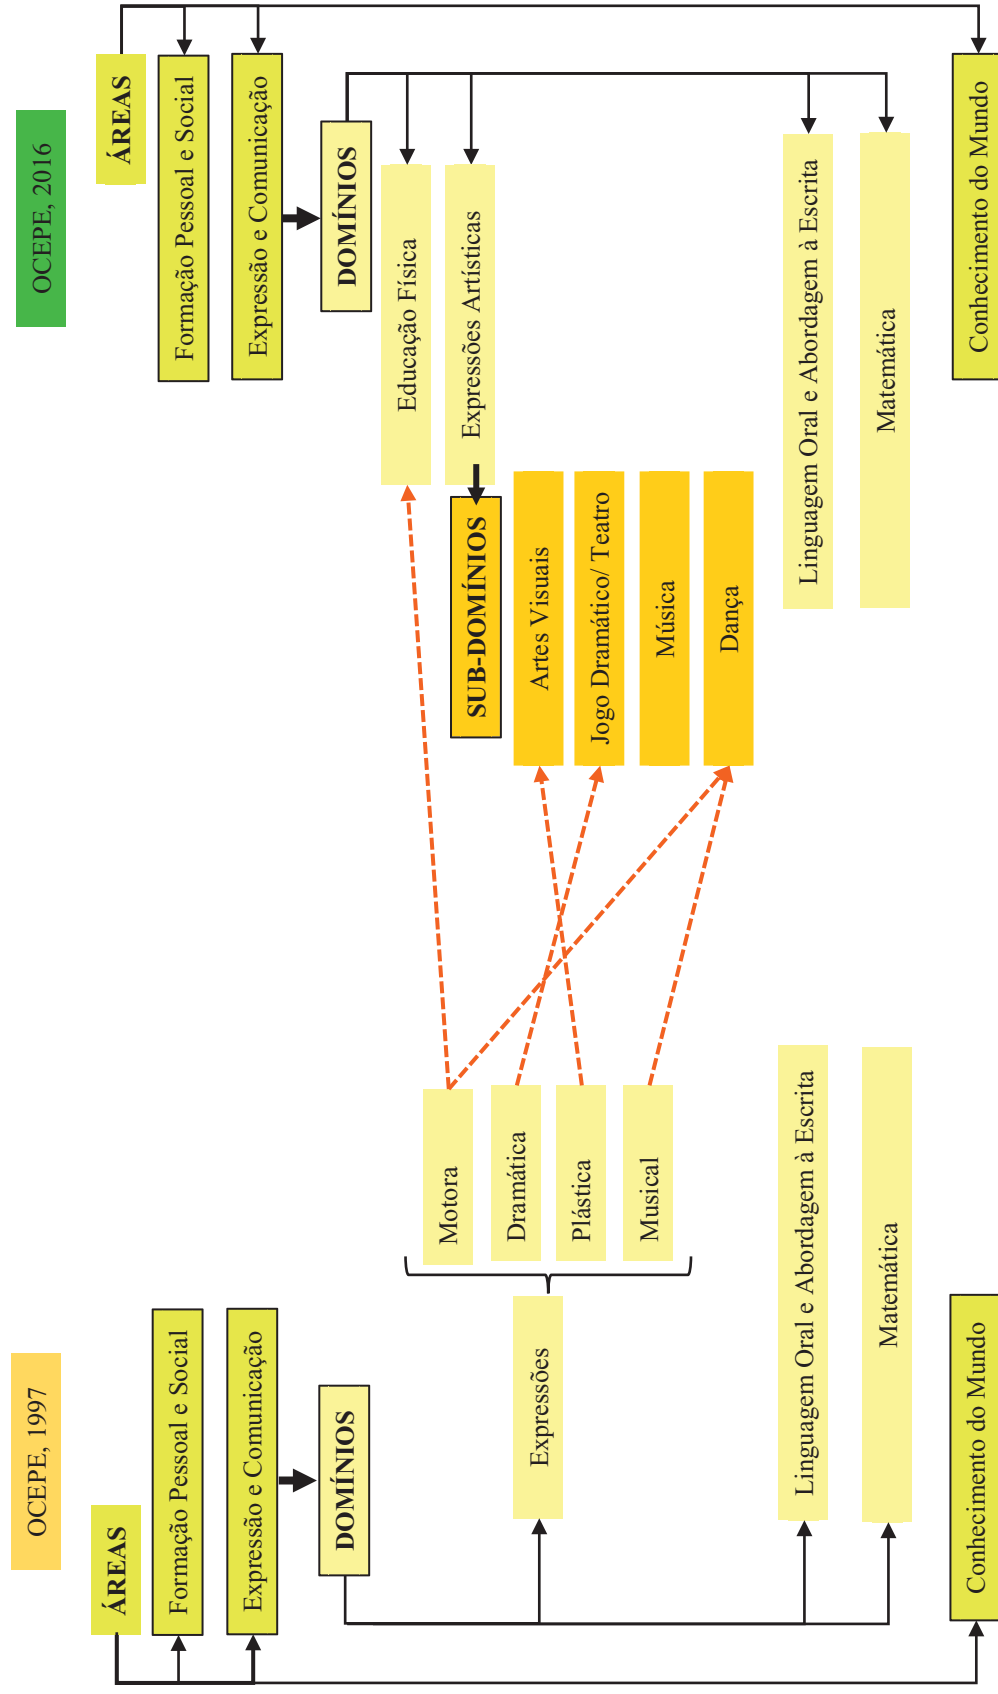 OCEPE, 1997
ÁREAS
Formação Pessoal e Social
Expressão e Comunicação
DOMÍNIOS
Expressões
Motora
Dramática
Plástica
Musical
Linguagem Oral e Abordagem à Escrita
Matemática
Conhecimento do Mundo
OCEPE, 2016
ÁREAS
Formação Pessoal e Social
Expressão e Comunicação
DOMÍNIOS
Educação Física
Expressões Artísticas
SUB-DOMÍNIOS
Artes Visuais
Jogo Dramático/ Teatro
Música
Dança
Linguagem Oral e Abordagem à Escrita
Matemática
Conhecimento do Mundo